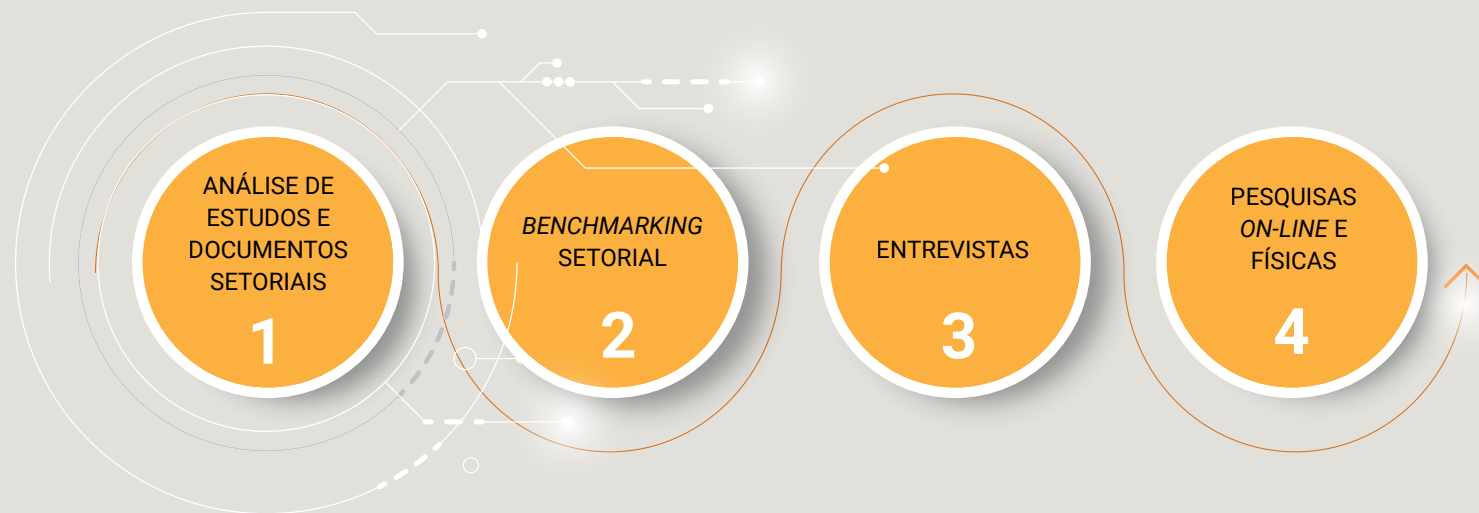 ANÁLISE DE
ESTUDOS E
DOCUMENTOS
SETORIAIS
1
BENCHMARKING
SETORIAL
2
ENTREVISTAS
3
PESQUISAS
ON-LINE E
FÍSICAS
4